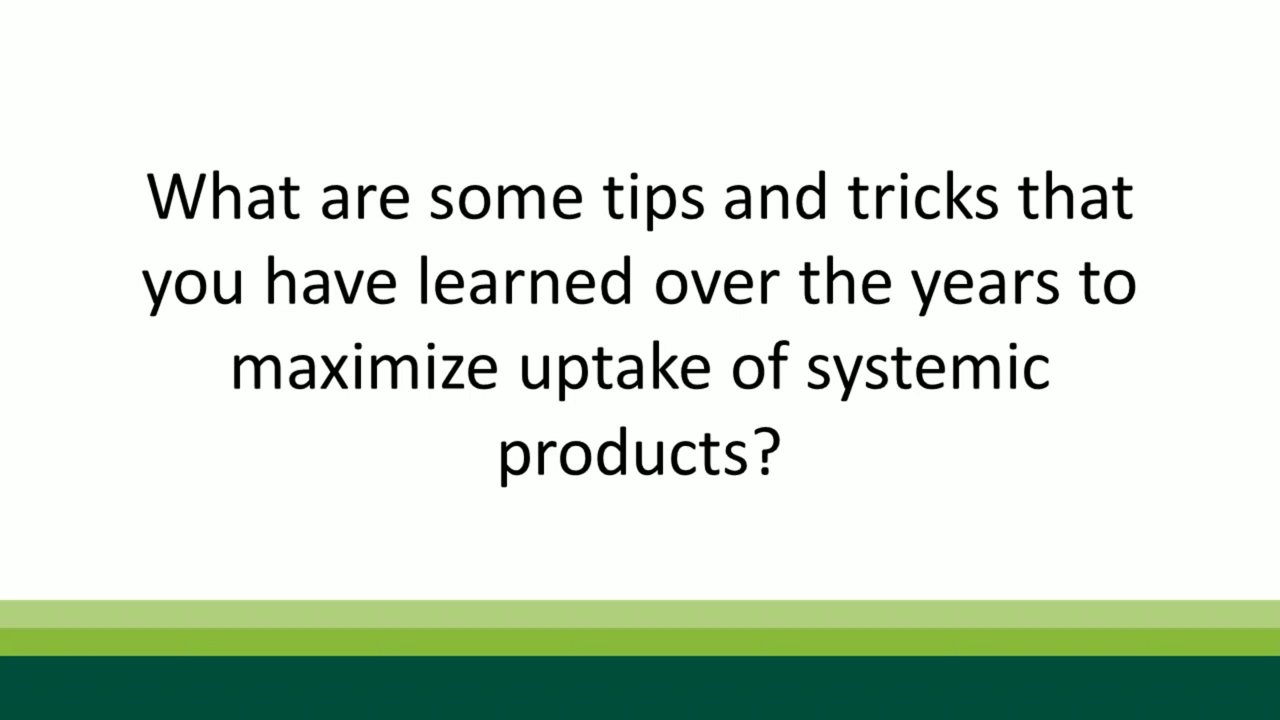 What are some tips and tricks that
you have learned over the years to
maximize uptake of systemic
products?